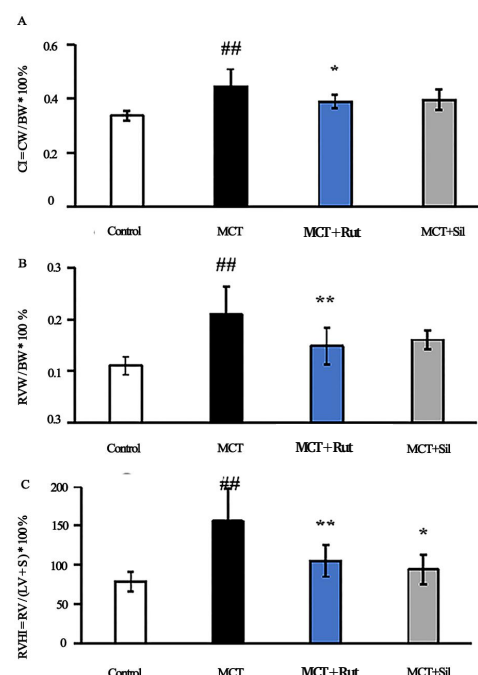 A
CI=CW/BW*100%
0.6
0.4
0.2
0
##
*
Control MCT MCT+Rut MCT+Sil
B
RVW/BW*100 %
0.3
0.2
0.1
0.3
##
**
Control MCT MCT+Rut MCT+Sil
C
RVHI=RV/(LV+S)*100%
200
150
100
50
0
##
**
*
Control MCT MCT+Rut MCT+Sil